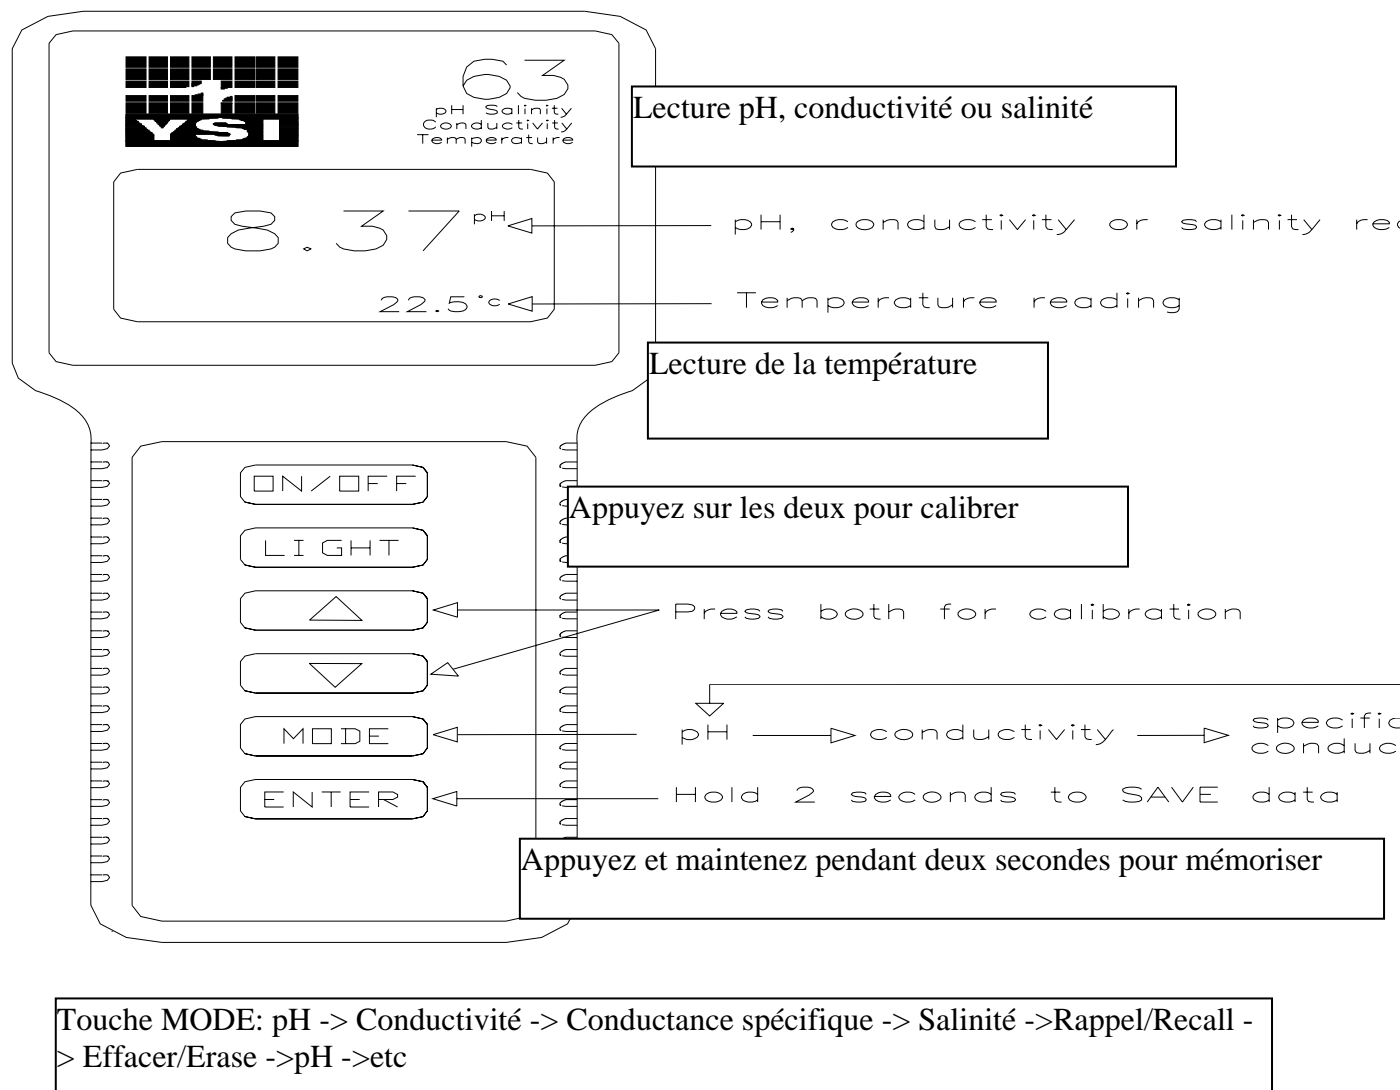 YSI
63
pH Salinity
Conductivity
Temperature
Lecture pH, conductivité ou salinité
8.37 pH
pH, conductivity or salinity
22.5 °c
Temperature reading
Lecture de la température
ON/OFF
Appuyez sur les deux pour calibrer
LIGHT
Press both for calibration
MODE
pH conductivity
ENTER
Hold 2 seconds to SAVE data
Appuyez et maintenez pendant deux secondes pour mémoriser
Touche MODE: pH -> Conductivité -> Conductance spécifique -> Salinité ->Rappel/Recall -
> Effacer/Erase ->pH ->etc